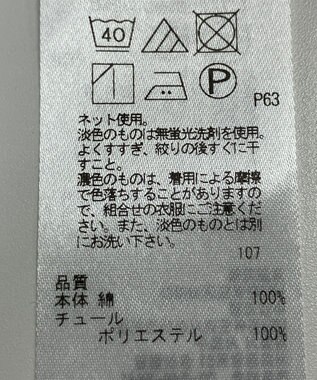 40
P
P63
ネット使用。
淡色のものは無蛍光洗剤を使用。
よくすすぎ、絞りの後すぐに干
すこと。
濃色のものは、着用による摩擦
で色落ちすることがありますの
で、組合せの衣服にご注意くだ
さい。また、淡色のものとは別
にお洗い下さい。
107
品質
本体 綿 100%
チュール
ポリエステル 100%